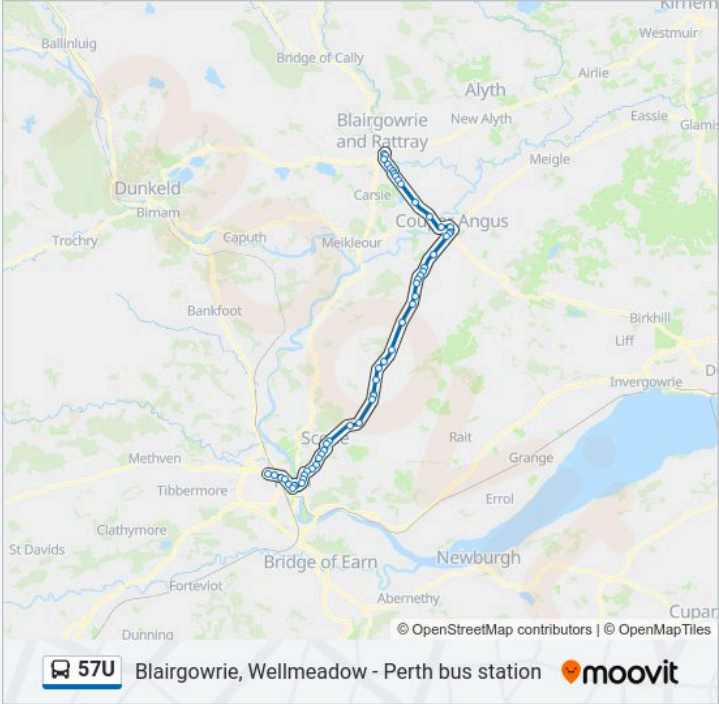 Kirriem
Westmuir
Ballinluig
Bridge of Cally
Airlie
Alyth
Blairgowrie
and Rattray
New Alyth
Eassie
Glamis
Meigle
Dunkeld
Carsie
Birnam
Coupar Angus
Trochry
Caputh
Meikleour
Bankfoot
Birkhill
Liff
Invergowrie
D
Scone
Rait
Methven
Grange
Tibbermore
Errol
Clathymore
St Davids
Newburgh
Bridge of Earn
Forteviot
Abernethy
Cupar
Dunning
© OpenStreetMap contributors | © OpenMapTiles
57U Blairgowrie, Wellmeadow - Perth bus station moovit